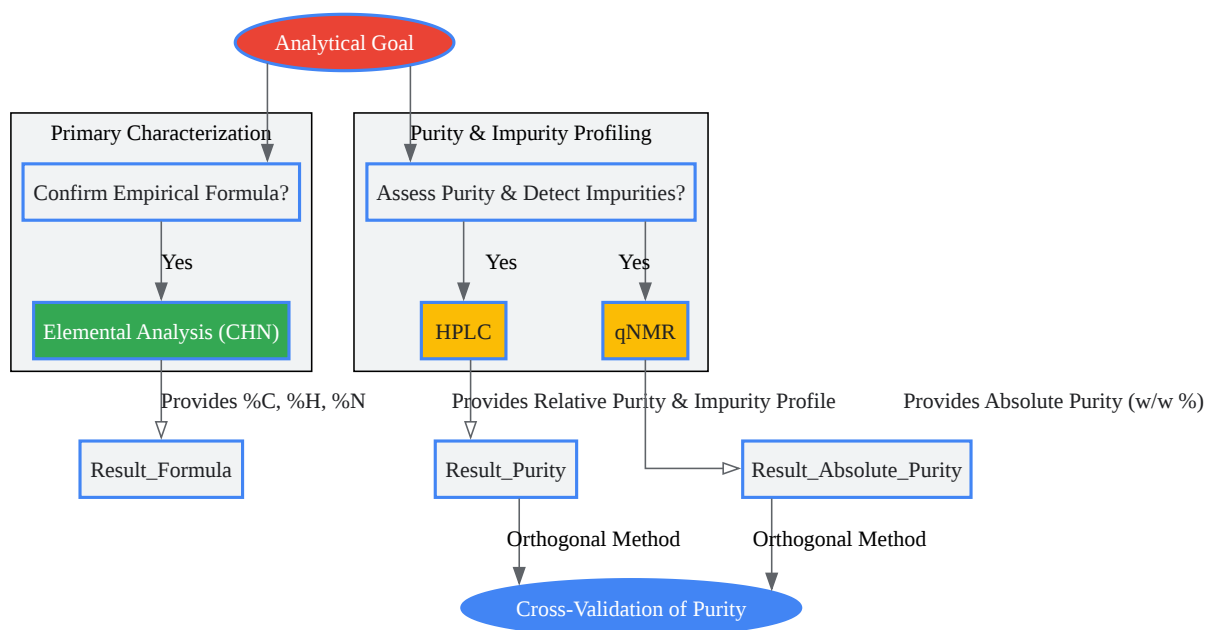 Analytical Goal
Primary Characterization
Purity & Impurity Profiling
Confirm Empirical Formula?
Assess Purity & Detect Impurities?
Yes
Yes
Yes
Elemental Analysis (CHN)
HPLC
qNMR
Provides %C, %H, %N
Provides Relative Purity & Impurity Profile
Provides Absolute Purity (w/w %)
Result_Formula
Result_Purity
Result_Absolute_Purity
Orthogonal Method
Orthogonal Method
Cross-Validation of Purity